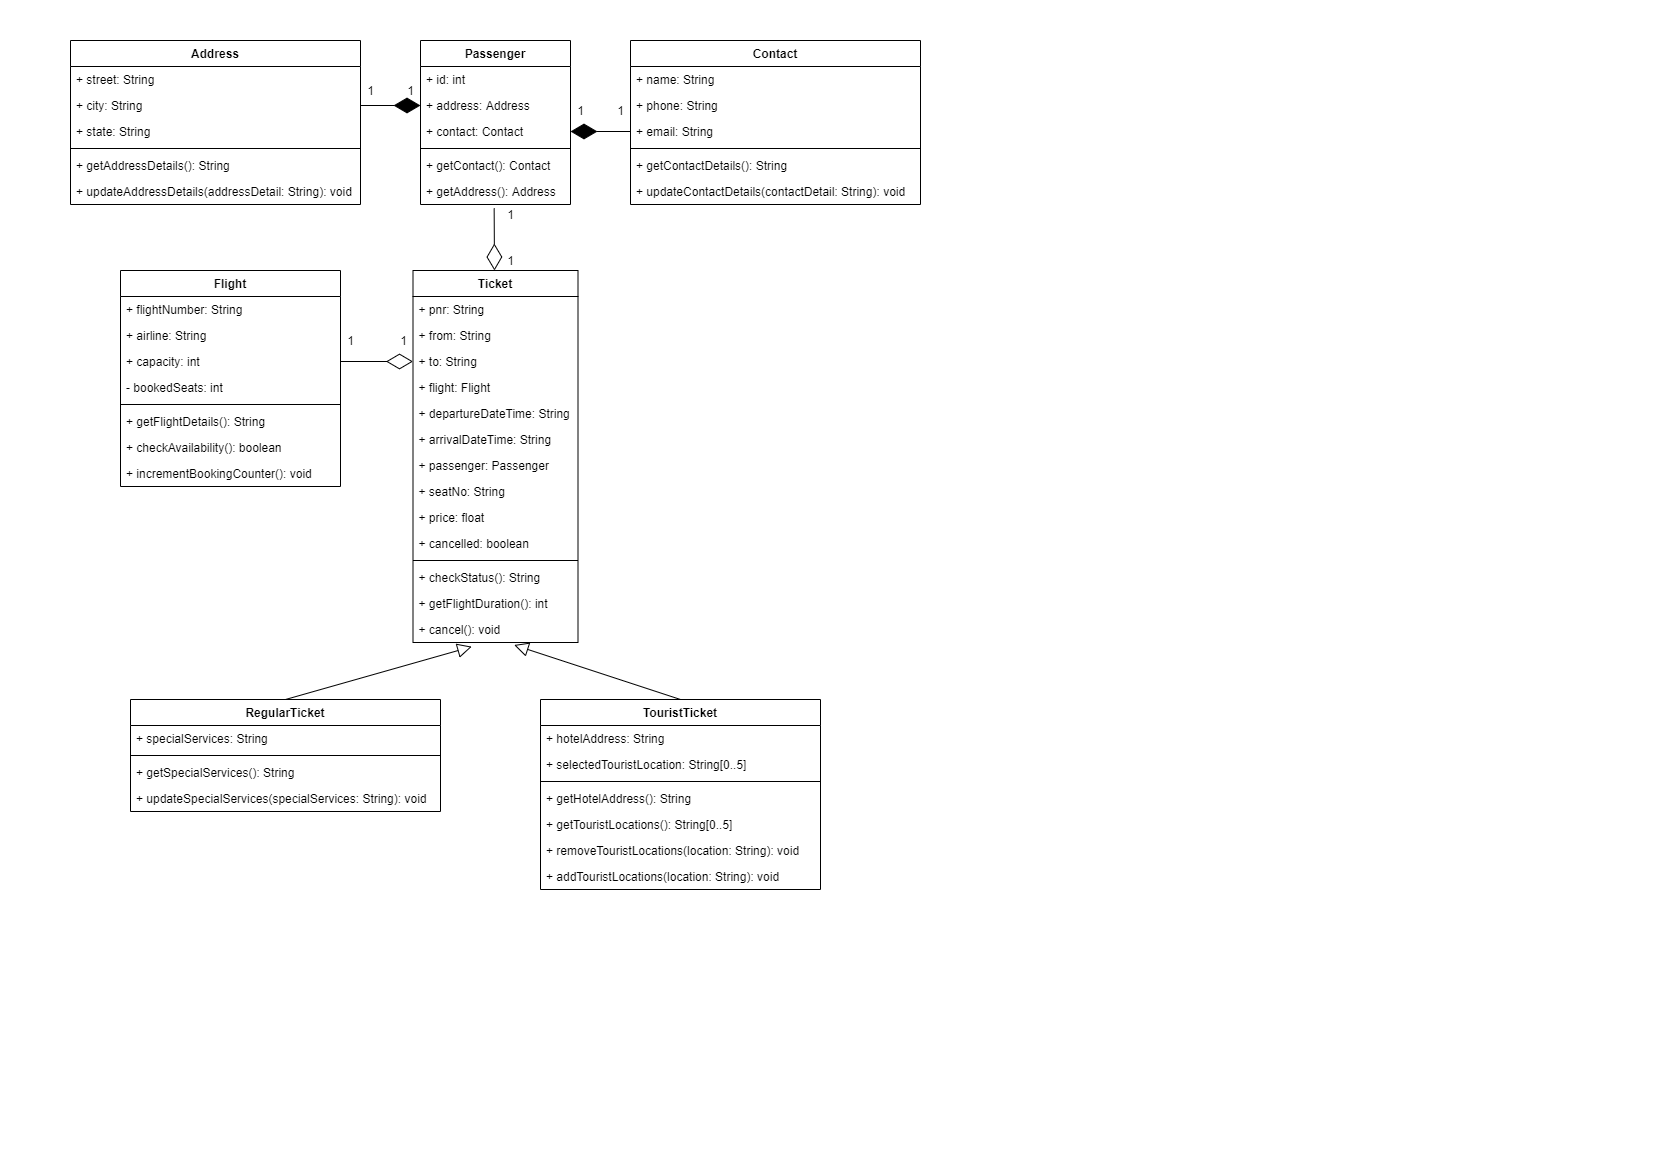 Address
+ street: String
+ city: String
+ state: String
+ getAddressDetails(): String
+ updateAddressDetails(addressDetail: String): void
1
1
Passenger
+ id: int
+ address: Address
+ contact: Contact
+ getContact(): Contact
+ getAddress(): Address
1
1
Contact
+ name: String
+ phone: String
+ email: String
+ getContactDetails(): String
+ updateContactDetails(contactDetail: String): void
1
1
Flight
+ flightNumber: String
+ airline: String
+ capacity: int
- bookedSeats: int
+ getFlightDetails(): String
+ checkAvailability(): boolean
+ incrementBookingCounter(): void
1
1
Ticket
+ pnr: String
+ from: String
+ to: String
+ flight: Flight
+ departureDateTime: String
+ arrivalDateTime: String
+ passenger: Passenger
+ seatNo: String
+ price: float
+ cancelled: boolean
+ checkStatus(): String
+ getFlightDuration(): int
+ cancel(): void
RegularTicket
+ specialServices: String
+ getSpecialServices(): String
+ updateSpecialServices(specialServices: String): void
TouristTicket
+ hotelAddress: String
+ selectedTouristLocation: String[0..5]
+ getHotelAddress(): String
+ getTouristLocations(): String[0..5]
+ removeTouristLocations(location: String): void
+ addTouristLocations(location: String): void